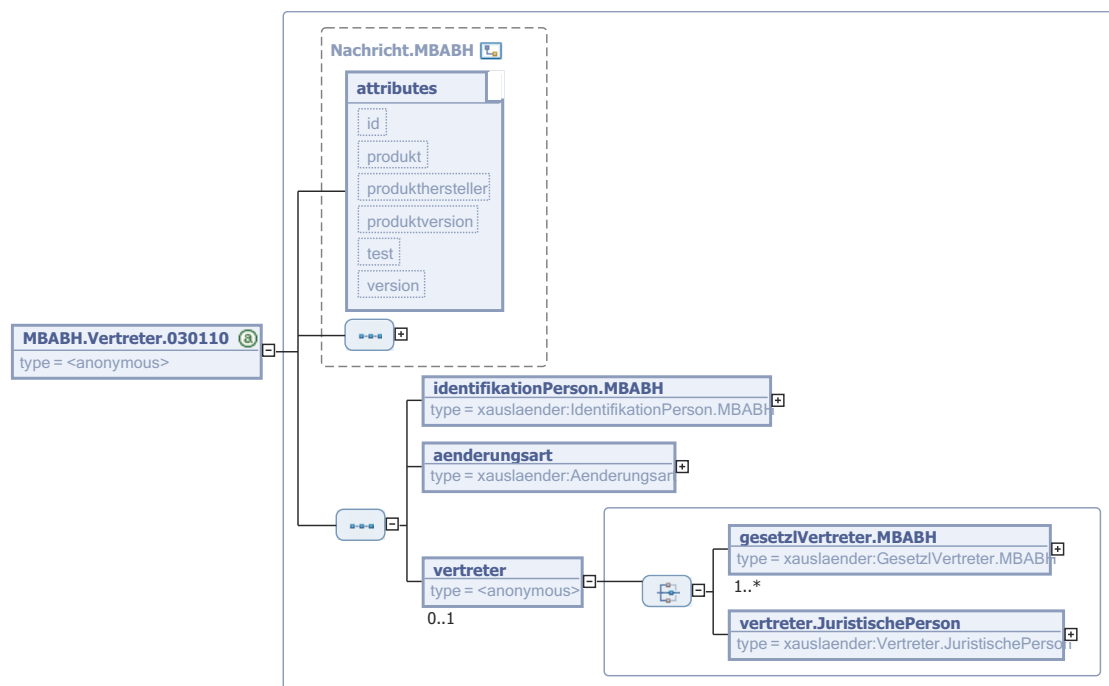 Nachricht.MBABH
attributes
id
produkt
produkthersteller
produktversion
test
version
MBABH.Vertreter.030110 a
type = <anonymous>
identifikationPerson.MBABH
type = xauslaender:IdentifikationPerson.MBABH
aenderungsart
type = xauslaender:Aenderungsart
vertreter
type = <anonymous>
0..1
gesetzlVertreter.MBABH
type = xauslaender:GesetzlVertreter.MBABH
1..*
vertreter.JuristischePerson
type = xauslaender:Vertreter.JuristischePerson